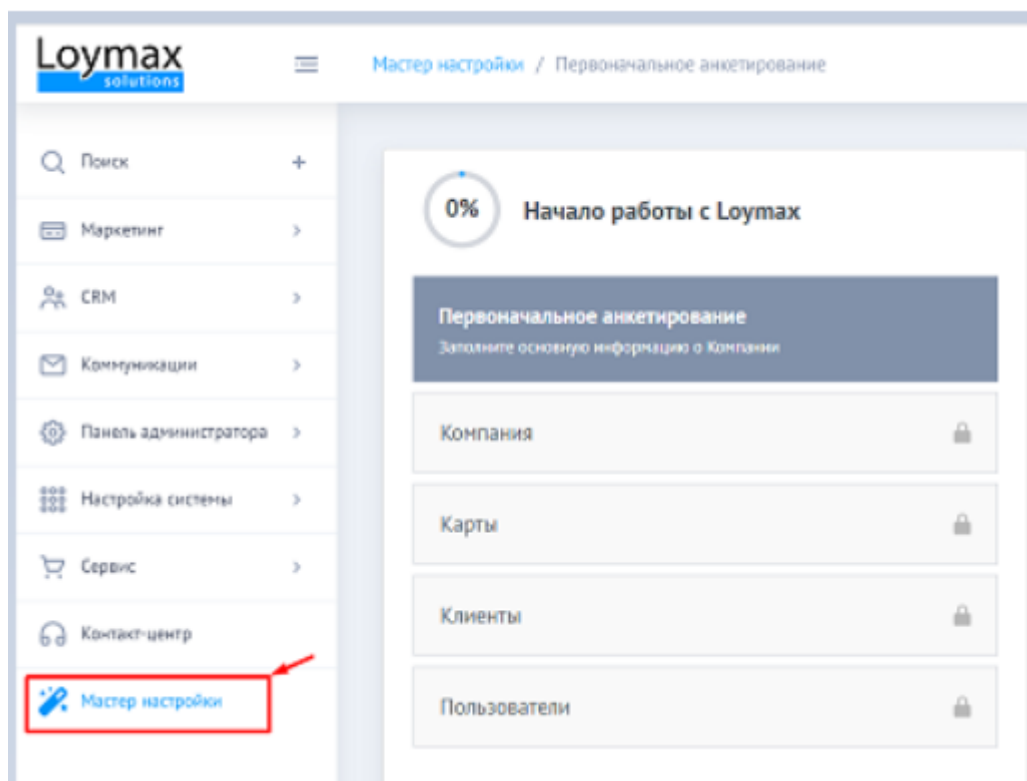 Loymax
solutions
Мастер настройки / Первоначальное анкетирование
Поиск
Маркетинг
CRM
Коммуникации
Панель администратора
Настройка системы
Сервис
Контакт-центр
Мастер настройки
0%
Начало работы с Loymax
Первоначальное анкетирование
Заполните основную информацию о Компании
Компания
Карты
Клиенты
Пользователи